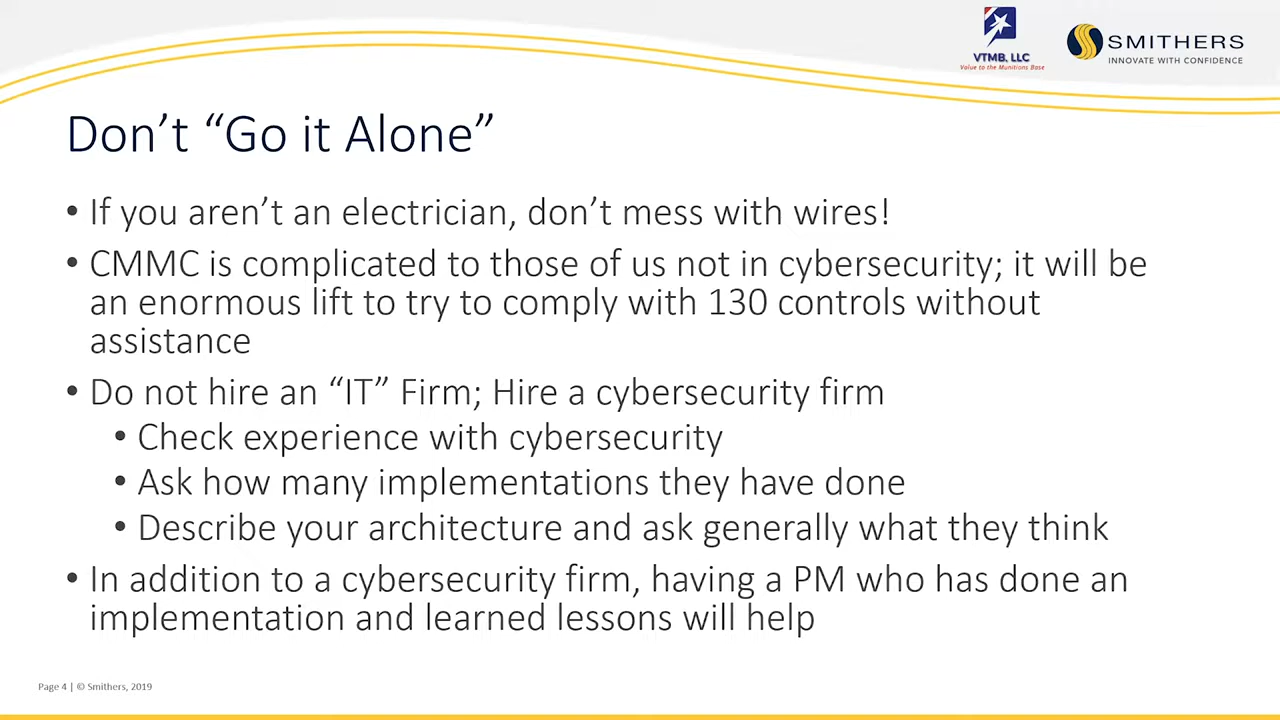 VTMB, LLC
Value to the Munitions Base
SMITHERS
INNOVATE WITH CONFIDENCE
Don’t “Go it Alone”
• If you aren’t an electrician, don’t mess with wires!
• CMMC is complicated to those of us not in cybersecurity; it will be
an enormous lift to try to comply with 130 controls without
assistance
• Do not hire an “IT” Firm; Hire a cybersecurity firm
• Check experience with cybersecurity
• Ask how many implementations they have done
• Describe your architecture and ask generally what they think
• In addition to a cybersecurity firm, having a PM who has done an
implementation and learned lessons will help
Page 4 | © Smithers, 2019